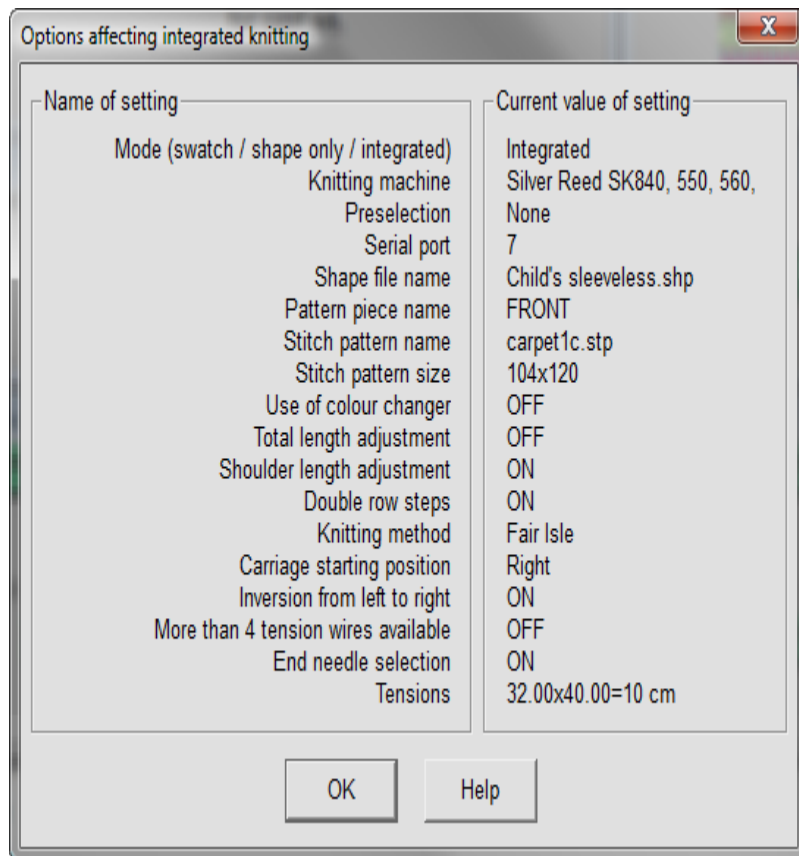 Options affecting integrated knitting
X
Name of setting Current value of setting
Mode (swatch / shape only / integrated) Integrated
Knitting machine Silver Reed SK840, 550, 560,
Preselection None
Serial port 7
Shape file name Child's sleeveless.shp
Pattern piece name FRONT
Stitch pattern name carpet1c.stp
Stitch pattern size 104x120
Use of colour changer OFF
Total length adjustment OFF
Shoulder length adjustment ON
Double row steps ON
Knitting method Fair Isle
Carriage starting position Right
Inversion from left to right ON
More than 4 tension wires available OFF
End needle selection ON
Tensions 32.00x40.00=10 cm
OK Help